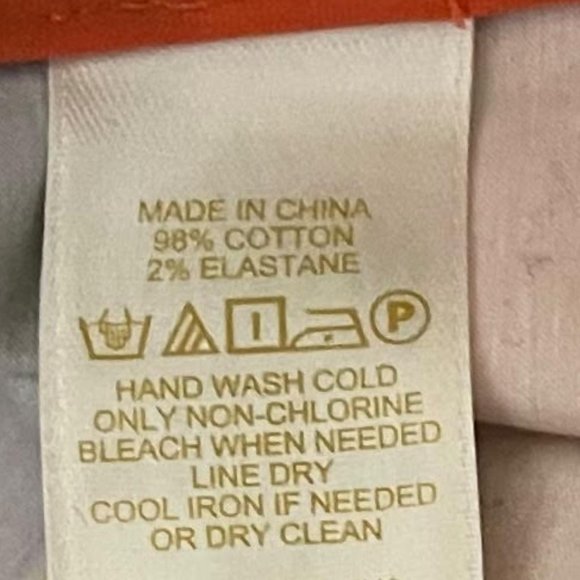 MADE IN CHINA
98% COTTON
2% ELASTANE
P
HAND WASH COLD
ONLY NON-CHLORINE
BLEACH WHEN NEEDED
LINE DRY
COOL IRON IF NEEDED
OR DRY CLEAN